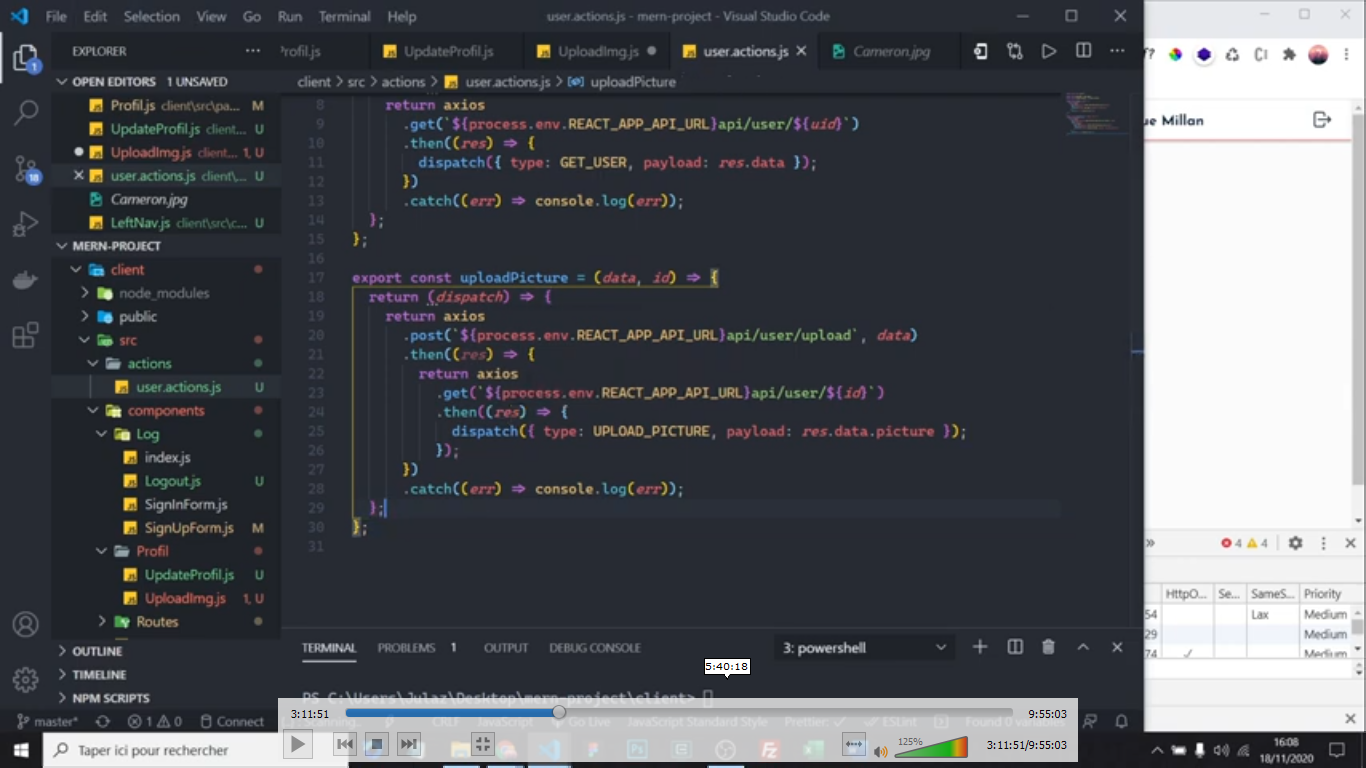 File Edit Selection View Go Run Terminal Help
user.actions.js - mern-project - Visual Studio Code
EXPLORER
rofil.js
UpdateProfil.js
UploadImg.js
user.actions.js
Cameron.jpg
client > src > actions > user.actions.js > uploadPicture
OPEN EDITORS 1 UNSAVED
Profil.js client\src\pa... M
UpdateProfil.js U
UploadImg.js client... 1, U
user.actions.js client\... U
Cameron.jpg
LeftNav.js client\src\c... U
MERN-PROJECT
client
node_modules
public
src
actions
user.actions.js U
components
Log
index.js
Logout.js U
SignInForm.js
SignUpForm.js M
Profil
UpdateProfil.js U
UploadImg.js 1, U
Routes
OUTLINE
TIMELINE
NPM SCRIPTS
8 return axios
9 .get(`${process.env.REACT_APP_API_URL}api/user/${uid}`)
10 .then((res) => {
11 dispatch({ type: GET_USER, payload: res.data });
12 })
13 .catch((err) => console.log(err));
14 };
15 };
16
17 export const uploadPicture = (data, id) => {
18 return (dispatch) => {
19 return axios
20 .post(`${process.env.REACT_APP_API_URL}api/user/upload`, data)
21 .then((res) => {
22 return axios
23 .get(`${process.env.REACT_APP_API_URL}api/user/${id}`)
24 .then((res) => {
25 dispatch({ type: UPLOAD_PICTURE, payload: res.data.picture });
26 });
27 })
28 .catch((err) => console.log(err));
29 };
30 };
31
TERMINAL PROBLEMS 1 OUTPUT DEBUG CONSOLE
3: powershell
5:40:18
PS C:\Users\Julaz\Desktop\mern-project\client>
master* 1 0 Connect
CRLF JavaScript Go Live JavaScript Standard Style Prettier: ESLint Found 0 variables
3:11:51
9:55:03
125%
3:11:51/9:55:03
Taper ici pour rechercher
16:08
18/11/2020
ue Millan
4 4
HttpO... Se... SameS... Priority
54 Lax Medium
29 Medium
74 Medium
1
18